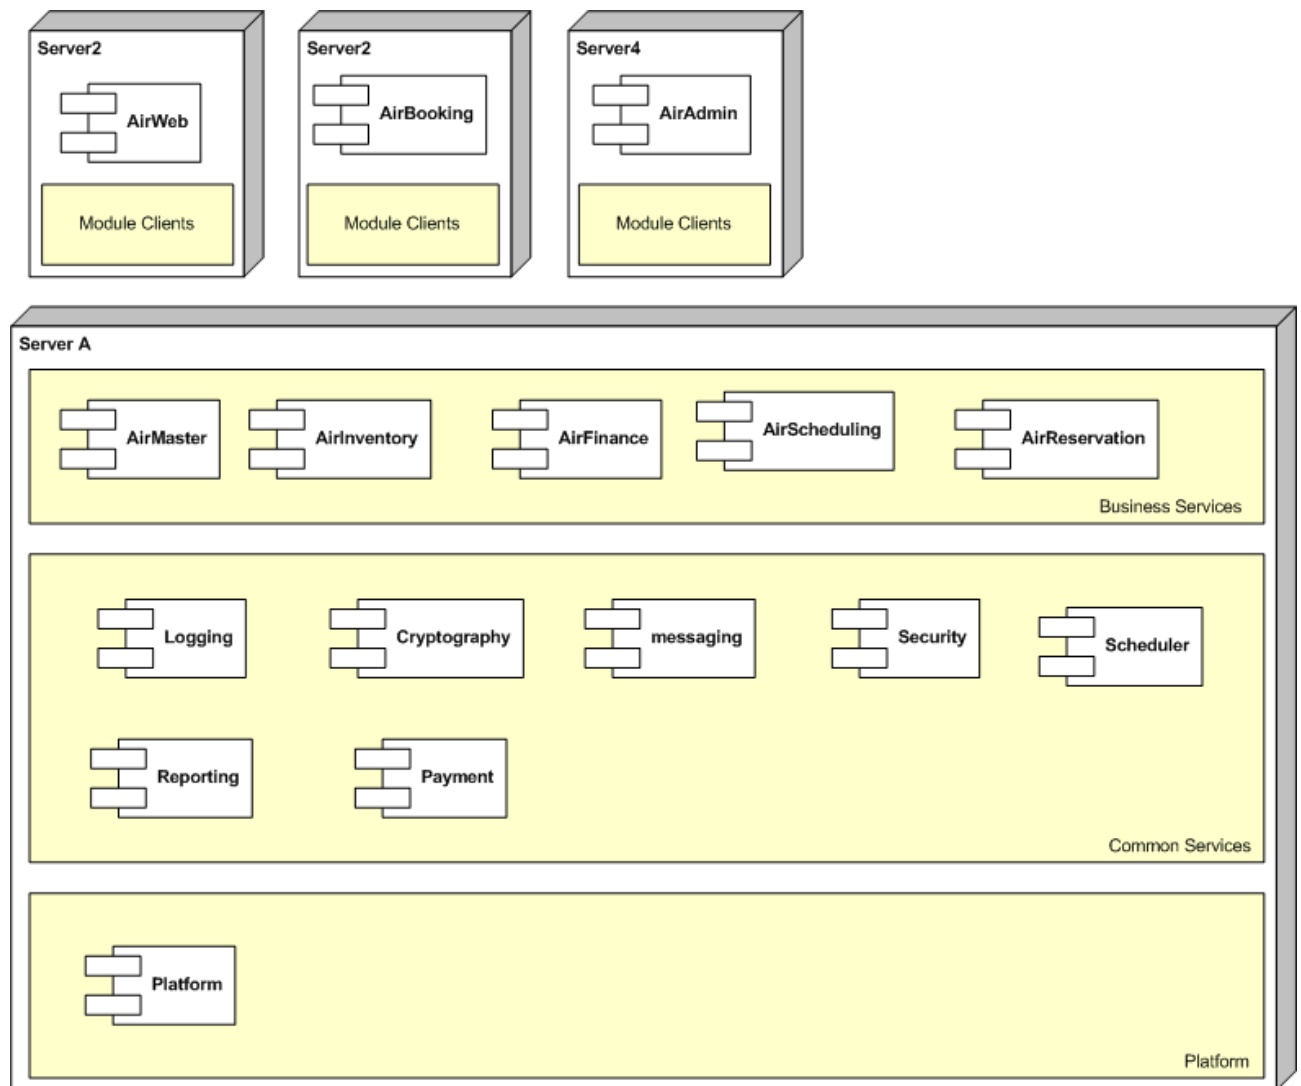 Server2
AirWeb
Module Clients
Server2
AirBooking
Module Clients
Server4
AirAdmin
Module Clients
Server A
AirMaster
AirInventory
AirFinance
AirScheduling
AirReservation
Business Services
Logging
Cryptography
messaging
Security
Scheduler
Reporting
Payment
Common Services
Platform
Platform